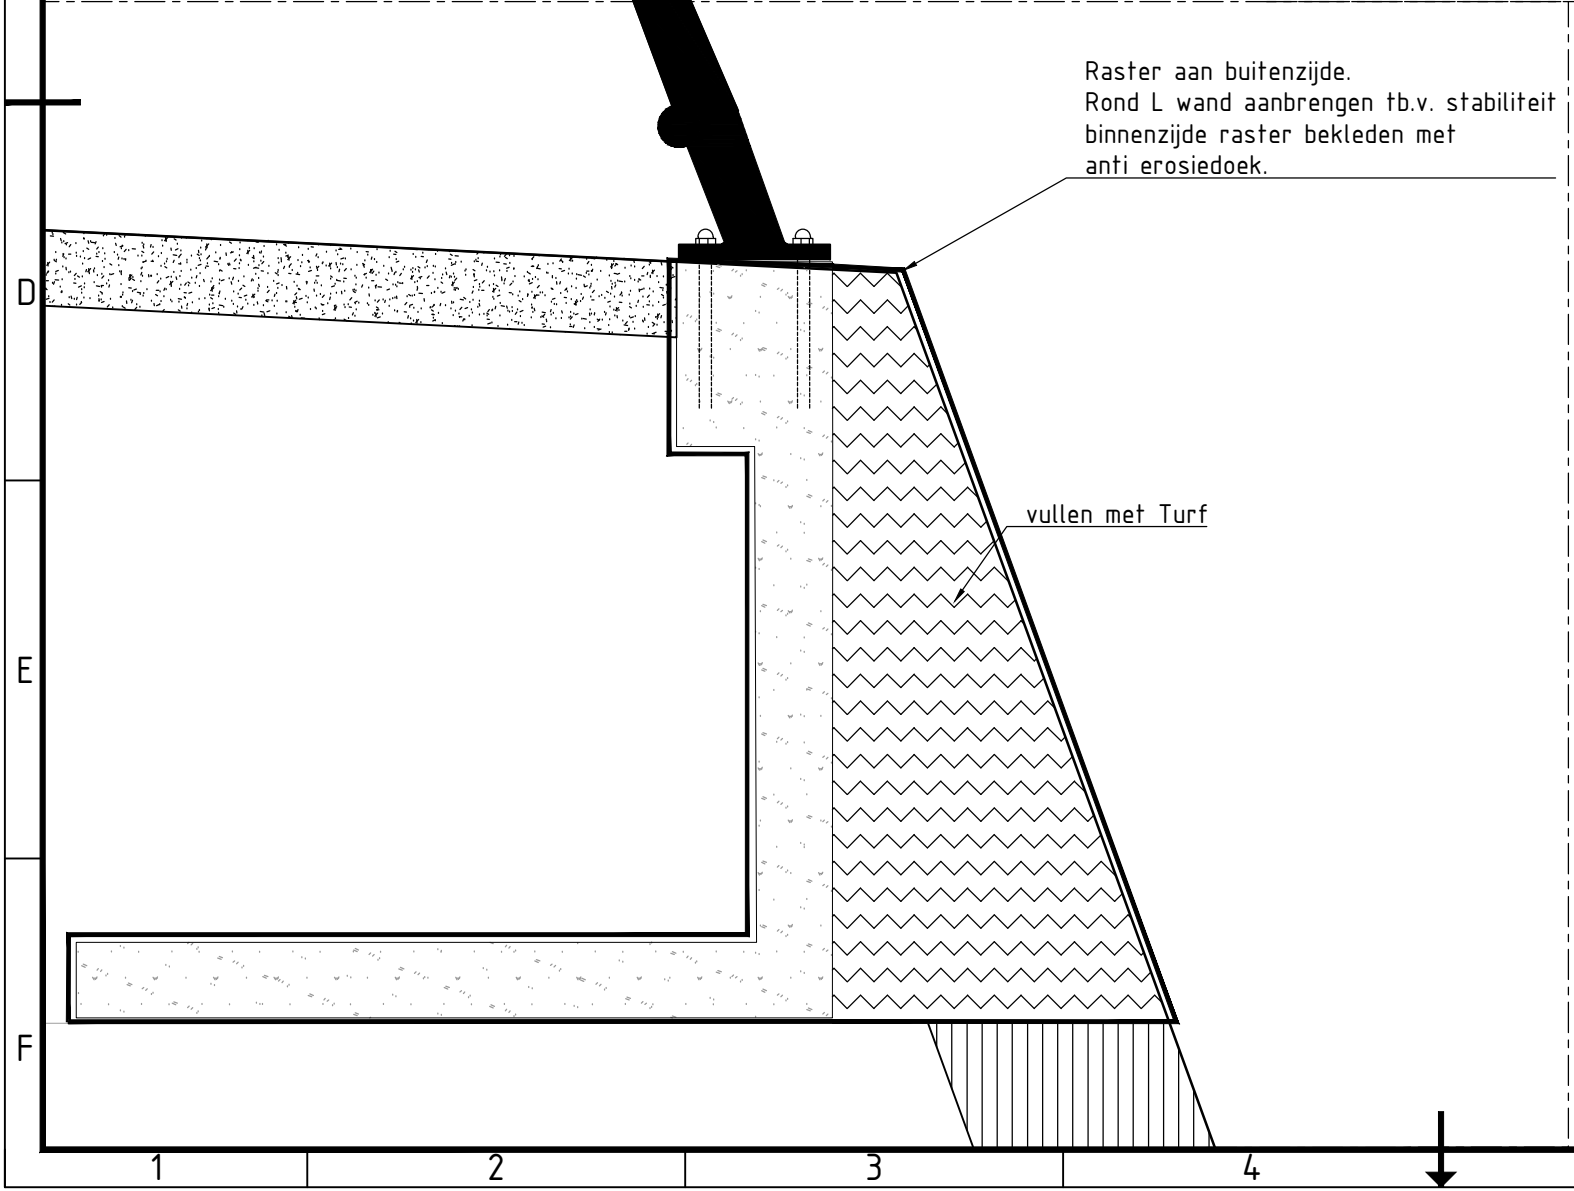 Raster aan buitenzijde.
Rond L wand aanbrengen tb.v. stabiliteit
binnenzijde raster bekleden met
anti erosiedoek.
D
vullen met Turf
E
F
1 2 3 4